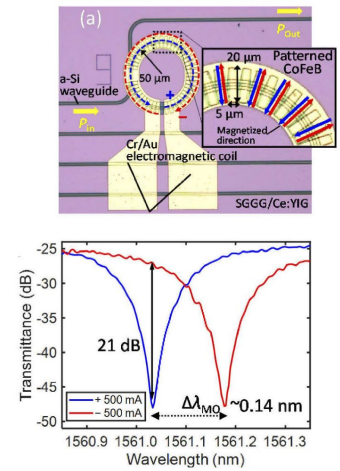 (a)
P_Out
20 μm Patterned
CoFeB
50 μm
a-Si
waveguide
P_in
+
−
5 μm
Magnetized
direction
Cr/Au
electromagnetic coil
SGGG/Ce:YIG
-25
-30
-35
-40
-45
-50
Transmittance (dB)
21 dB
Δλ_MO ~0.14 nm
+ 500 mA
− 500 mA
1560.9 1561.0 1561.1 1561.2 1561.3
Wavelength (nm)